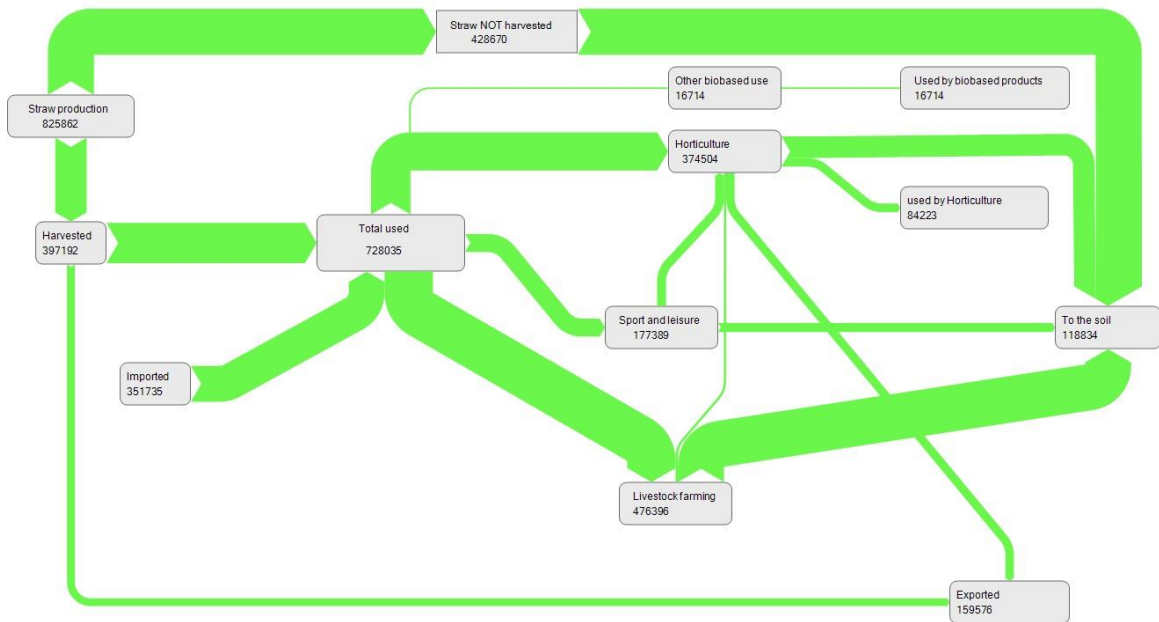 Straw NOT harvested
428670
Other biobased use
16714
Used by biobased products
16714
Straw production
825862
Horticulture
374504
used by Horticulture
84223
Harvested
397192
Total used
728035
Sport and leisure
177389
To the soil
118834
Imported
351735
Livestock farming
476396
Exported
159576